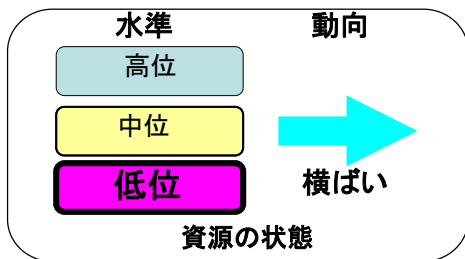 水準 動向
高位
中位
低位
横ばい
資源の状態